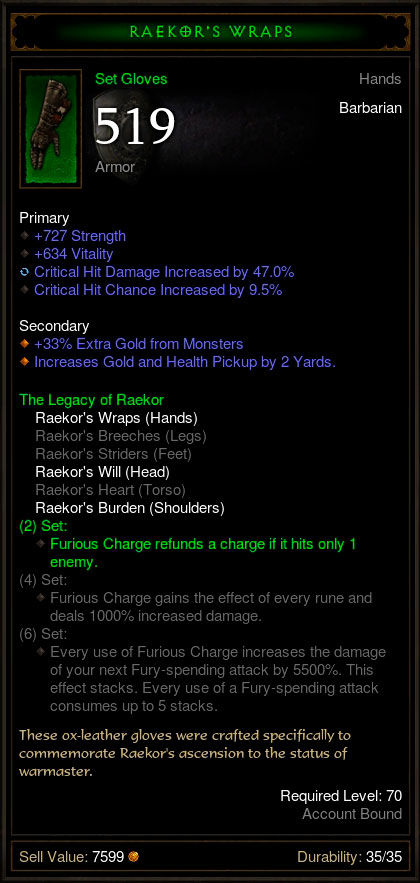 RAEKOR'S WRAPS
Set Gloves
Hands
519
Barbarian
Armor
Primary
+727 Strength
+634 Vitality
Critical Hit Damage Increased by 47.0%
Critical Hit Chance Increased by 9.5%
Secondary
+33% Extra Gold from Monsters
Increases Gold and Health Pickup by 2 Yards.
The Legacy of Raekor
Raekor's Wraps (Hands)
Raekor's Breeches (Legs)
Raekor's Striders (Feet)
Raekor's Will (Head)
Raekor's Heart (Torso)
Raekor's Burden (Shoulders)
(2) Set:
Furious Charge refunds a charge if it hits only 1
enemy.
(4) Set:
Furious Charge gains the effect of every rune and
deals 1000% increased damage.
(6) Set:
Every use of Furious Charge increases the damage
of your next Fury-spending attack by 5500%. This
effect stacks. Every use of a Fury-spending attack
consumes up to 5 stacks.
These ox-leather gloves were crafted specifically to
commemorate Raekor's ascension to the status of
warmaster.
Required Level: 70
Account Bound
Sell Value: 7599
Durability: 35/35